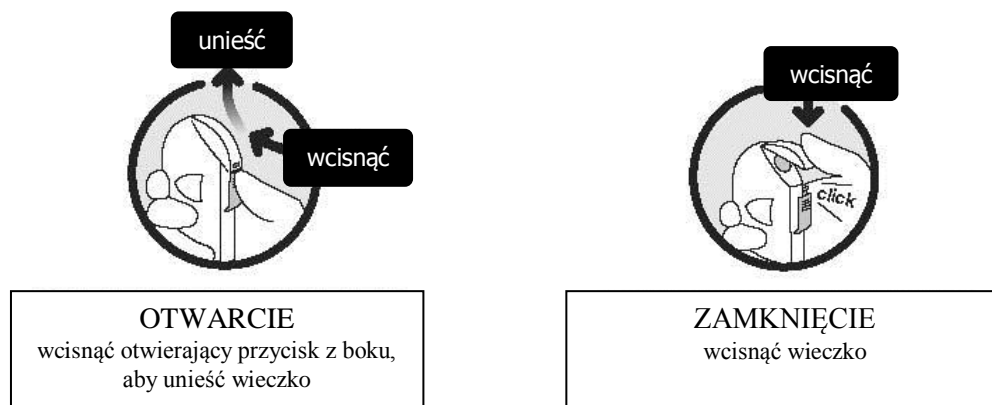 unieść
wcisnąć
OTWARCIE
wcisnąć otwierający przycisk z boku,
aby unieść wieczko
wcisnąć
click
ZAMKNIĘCIE
wcisnąć wieczko